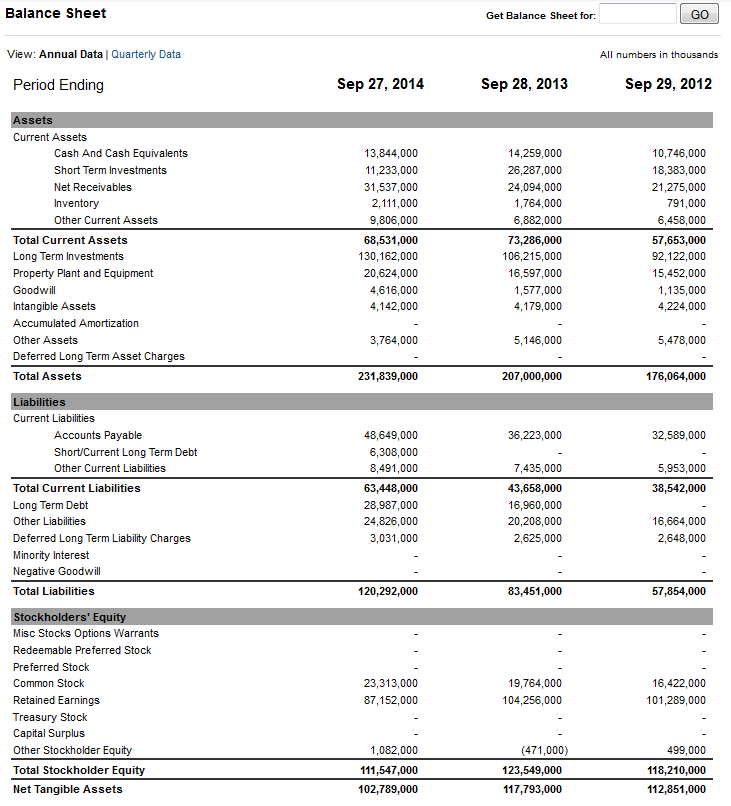 Balance Sheet Get Balance Sheet for: GO
View: Annual Data | Quarterly Data All numbers in thousands
Period Ending Sep 27, 2014 Sep 28, 2013 Sep 29, 2012
Assets
Current Assets
Cash And Cash Equivalents 13,844,000 14,259,000 10,746,000
Short Term Investments 11,233,000 26,287,000 18,383,000
Net Receivables 31,537,000 24,094,000 21,275,000
Inventory 2,111,000 1,764,000 791,000
Other Current Assets 9,806,000 6,882,000 6,458,000
Total Current Assets 68,531,000 73,286,000 57,653,000
Long Term Investments 130,162,000 106,215,000 92,122,000
Property Plant and Equipment 20,624,000 16,597,000 15,452,000
Goodwill 4,616,000 1,577,000 1,135,000
Intangible Assets 4,142,000 4,179,000 4,224,000
Accumulated Amortization - - -
Other Assets 3,764,000 5,146,000 5,478,000
Deferred Long Term Asset Charges - - -
Total Assets 231,839,000 207,000,000 176,064,000
Liabilities
Current Liabilities
Accounts Payable 48,649,000 36,223,000 32,589,000
Short/Current Long Term Debt 6,308,000 - -
Other Current Liabilities 8,491,000 7,435,000 5,953,000
Total Current Liabilities 63,448,000 43,658,000 38,542,000
Long Term Debt 28,987,000 16,960,000 -
Other Liabilities 24,826,000 20,208,000 16,664,000
Deferred Long Term Liability Charges 3,031,000 2,625,000 2,648,000
Minority Interest - - -
Negative Goodwill - - -
Total Liabilities 120,292,000 83,451,000 57,854,000
Stockholders' Equity
Misc Stocks Options Warrants - - -
Redeemable Preferred Stock - - -
Preferred Stock - - -
Common Stock 23,313,000 19,764,000 16,422,000
Retained Earnings 87,152,000 104,256,000 101,289,000
Treasury Stock - - -
Capital Surplus - - -
Other Stockholder Equity 1,082,000 (471,000) 499,000
Total Stockholder Equity 111,547,000 123,549,000 118,210,000
Net Tangible Assets 102,789,000 117,793,000 112,851,000